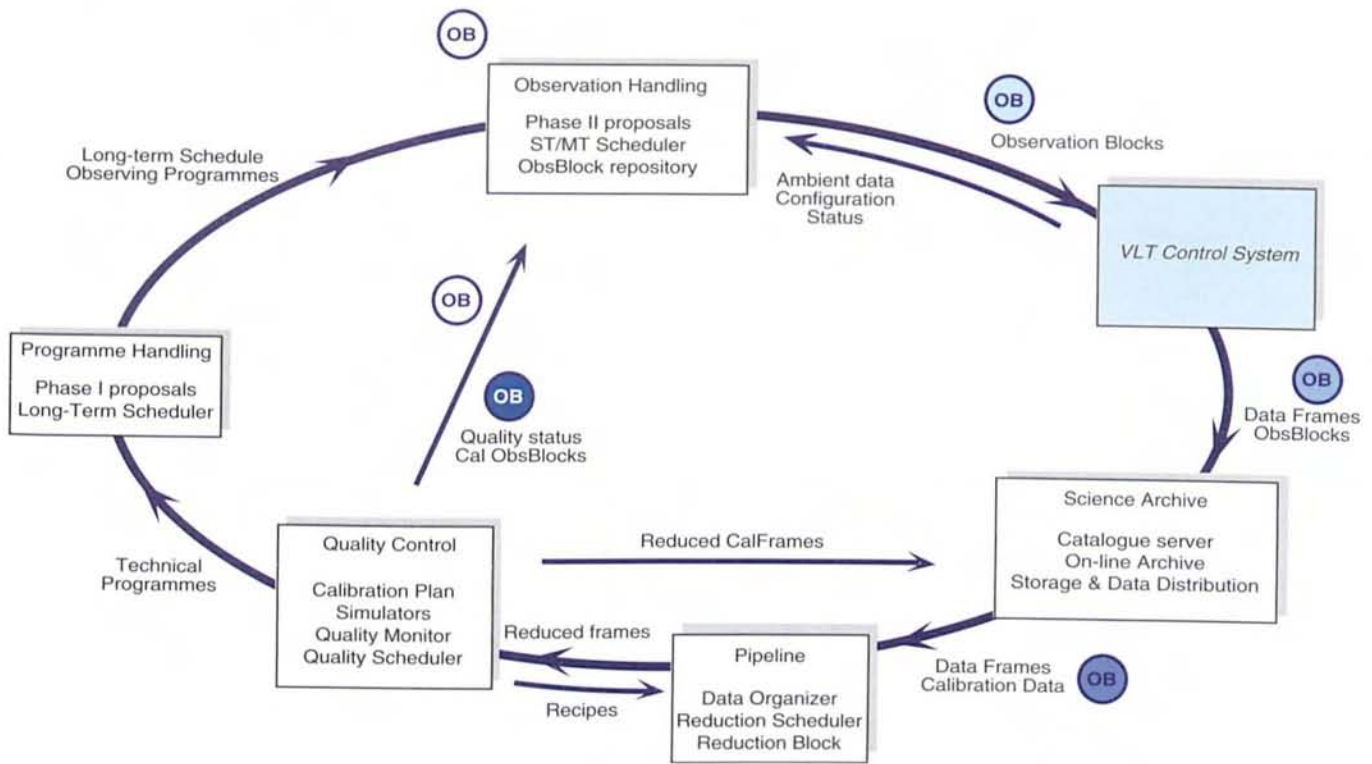 OB
Observation Handling
Phase II proposals
ST/MT Scheduler
ObsBlock repository
OB
Observation Blocks
Long-term Schedule
Observing Programmes
Ambient data
Configuration
Status
VLT Control System
OB
Programme Handling
Phase I proposals
Long-Term Scheduler
OB
Data Frames
ObsBlocks
OB
Quality status
Cal ObsBlocks
Science Archive
Catalogue server
On-line Archive
Storage & Data Distribution
Quality Control
Calibration Plan
Simulators
Quality Monitor
Quality Scheduler
Reduced CalFrames
Technical
Programmes
Reduced frames
Recipes
Pipeline
Data Organizer
Reduction Scheduler
Reduction Block
Data Frames
Calibration Data
OB